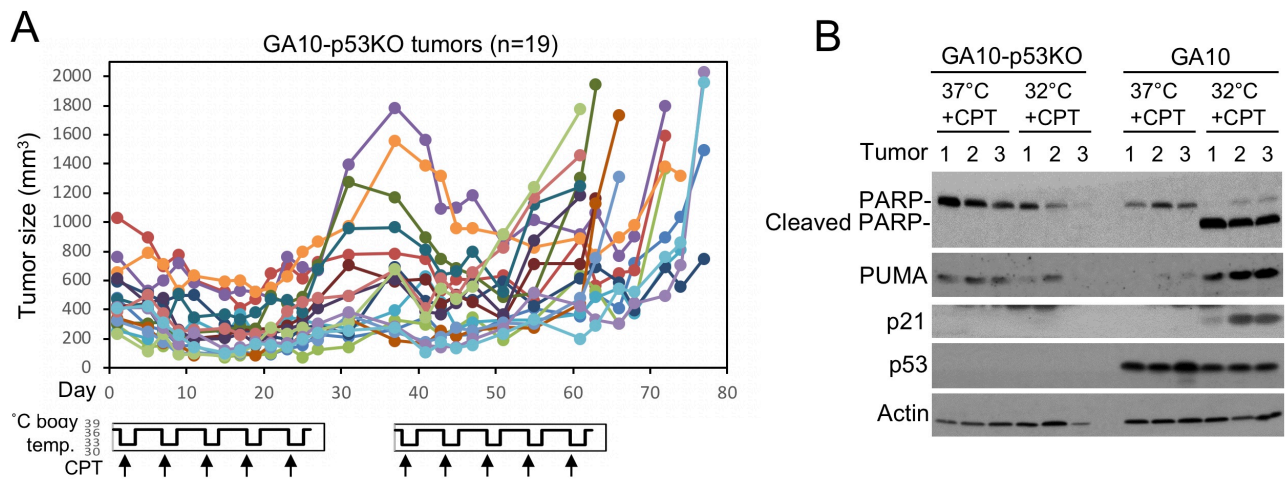 A
GA10-p53KO tumors (n=19)
Tumor size (mm³)
2000
1800
1600
1400
1200
1000
800
600
400
200
0
Day 0 10 20 30 40 50 60 70 80
°C body temp.
39
36
33
30
CPT
B
GA10-p53KO GA10
37°C 32°C 37°C 32°C
+CPT +CPT +CPT +CPT
Tumor 1 2 3 1 2 3 1 2 3 1 2 3
PARP-
Cleaved PARP-
PUMA
p21
p53
Actin